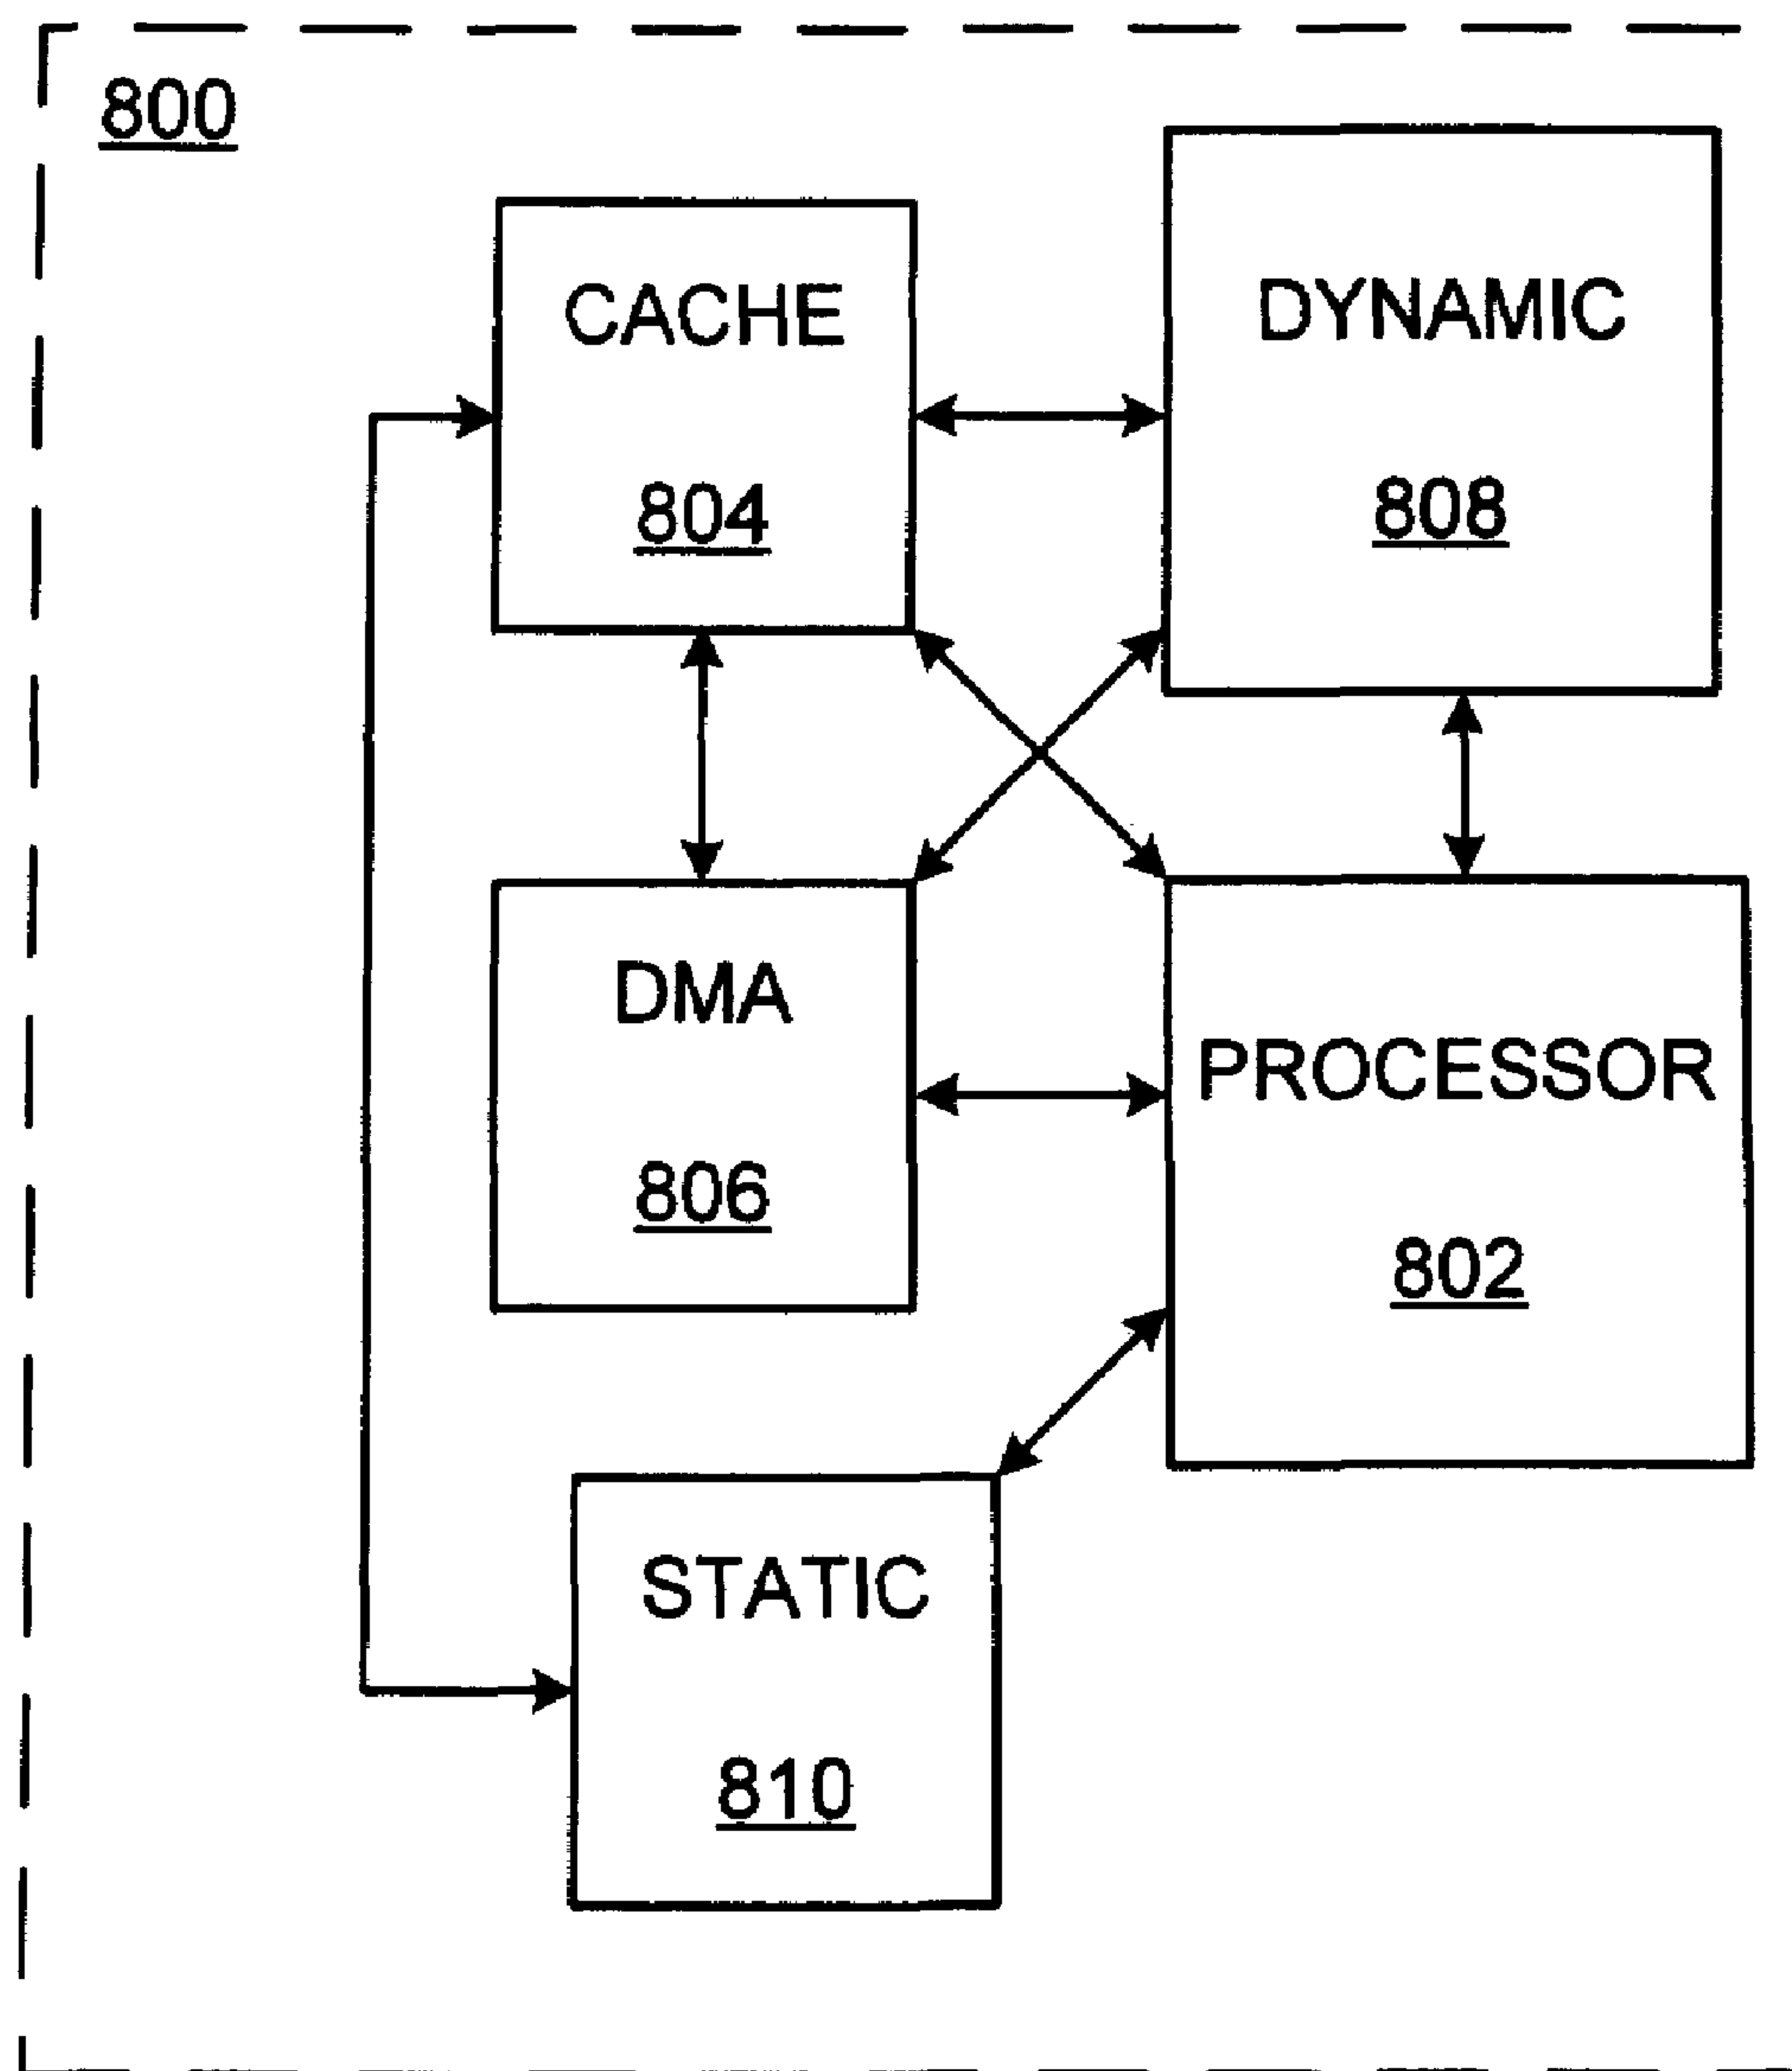 800
CACHE
804
DYNAMIC
808
DMA
806
PROCESSOR
802
STATIC
810